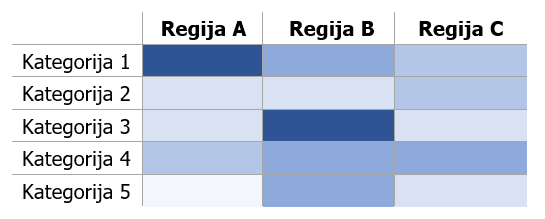 Regija A Regija B Regija C
Kategorija 1
Kategorija 2
Kategorija 3
Kategorija 4
Kategorija 5